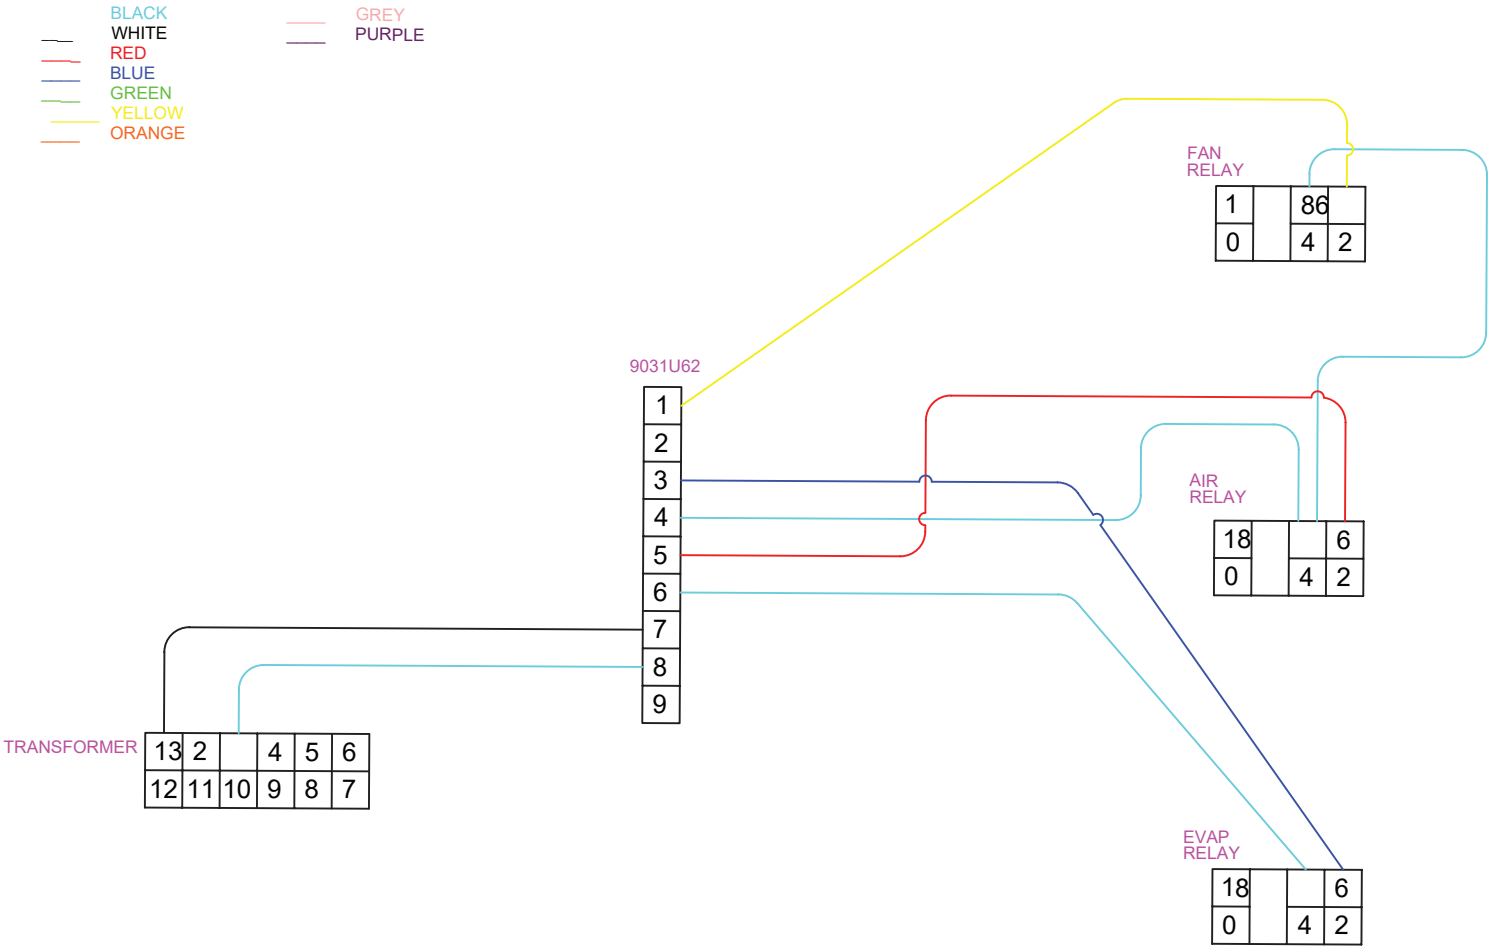 BLACK
WHITE
RED
BLUE
GREEN
YELLOW
ORANGE
GREY
PURPLE
FAN
RELAY
1 86
0 4 2
9031U62
1
2
3
4
5
6
7
8
9
AIR
RELAY
18 6
0 4 2
TRANSFORMER
13 2 4 5 6
12 11 10 9 8 7
EVAP
RELAY
18 6
0 4 2